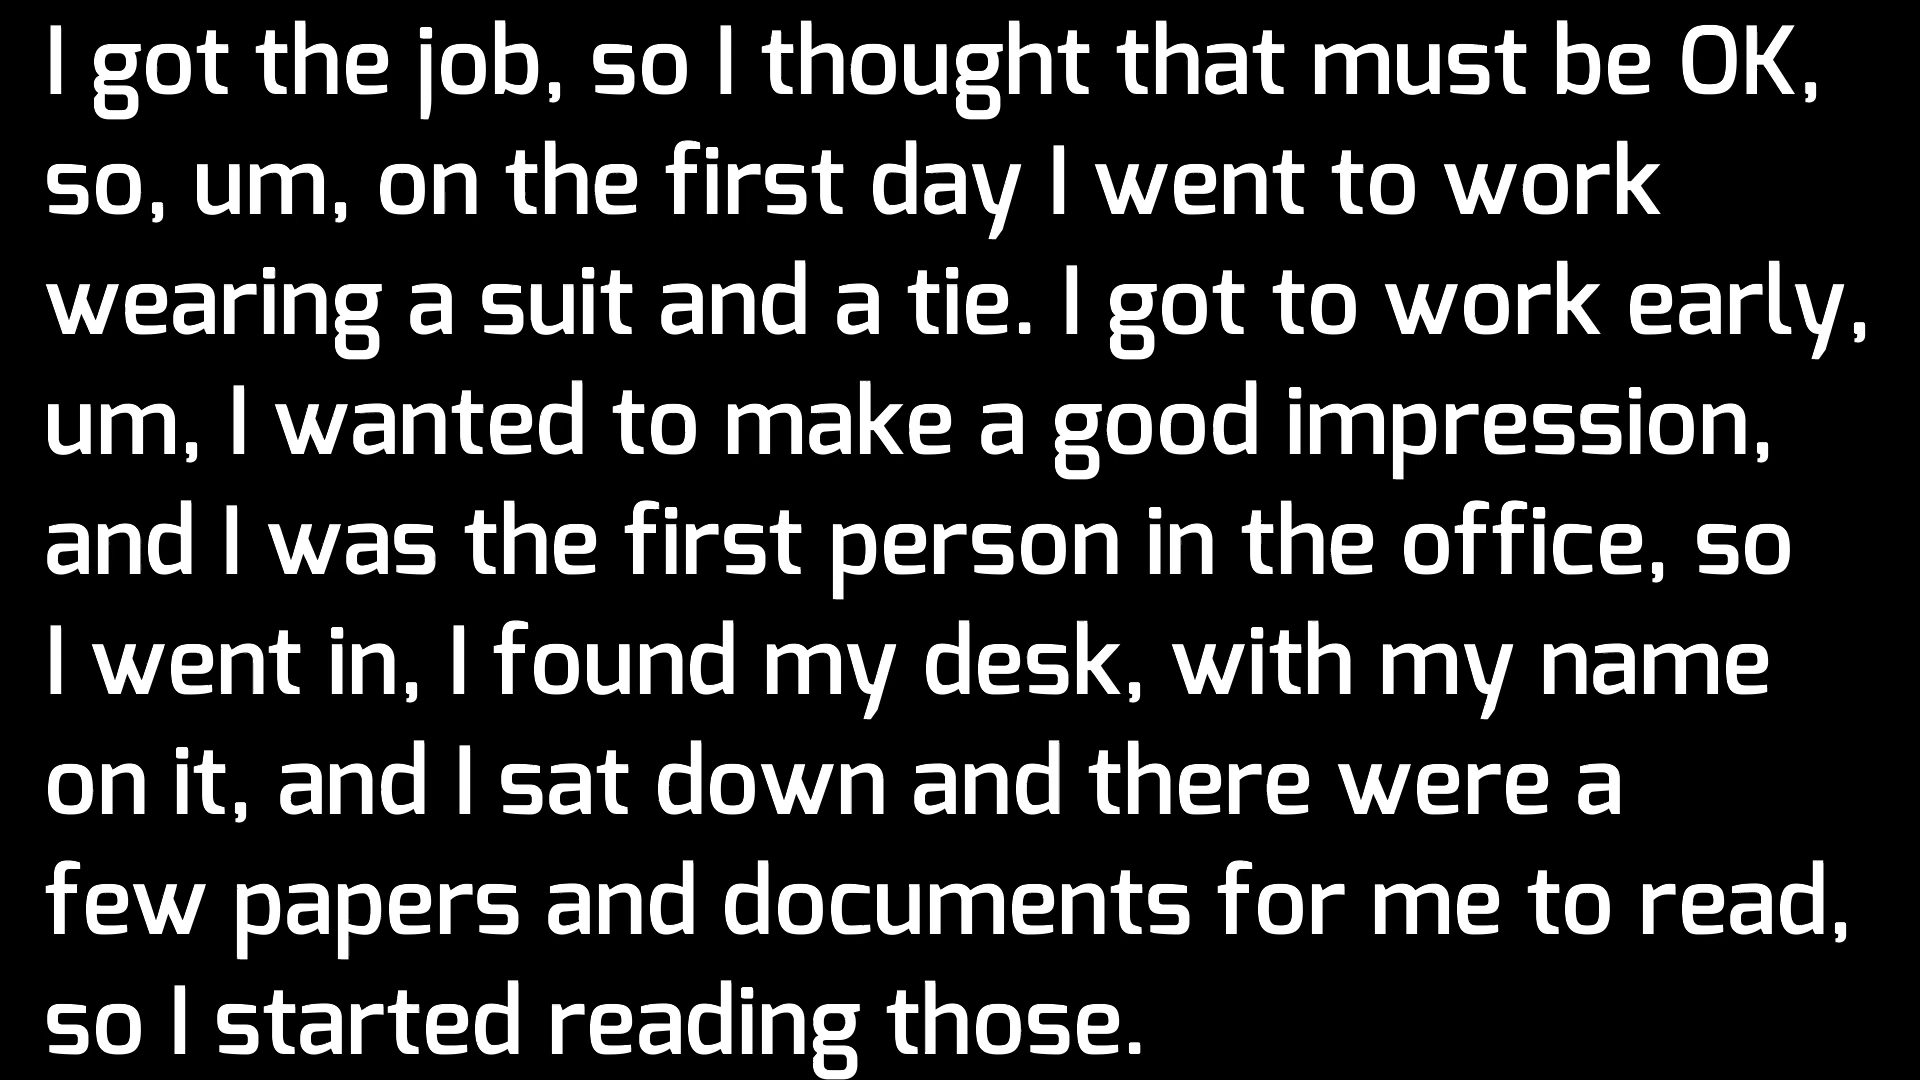 I got the job, so I thought that must be OK,
so, um, on the first day I went to work
wearing a suit and a tie. I got to work early,
um, I wanted to make a good impression,
and I was the first person in the office, so
I went in, I found my desk, with my name
on it, and I sat down and there were a
few papers and documents for me to read,
so I started reading those.